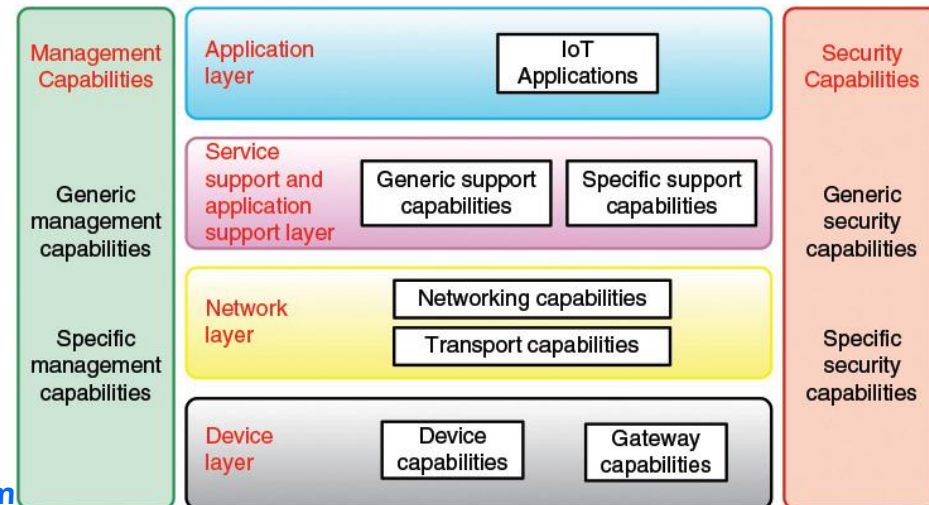 Management
Capabilities
Generic
management
capabilities
Specific
management
capabilities
Application
layer
IoT
Applications
Service
support and
application
support layer
Generic support
capabilities
Specific support
capabilities
Network
layer
Networking capabilities
Transport capabilities
Device
layer
Device
capabilities
Gateway
capabilities
Security
Capabilities
Generic
security
capabilities
Specific
security
capabilities